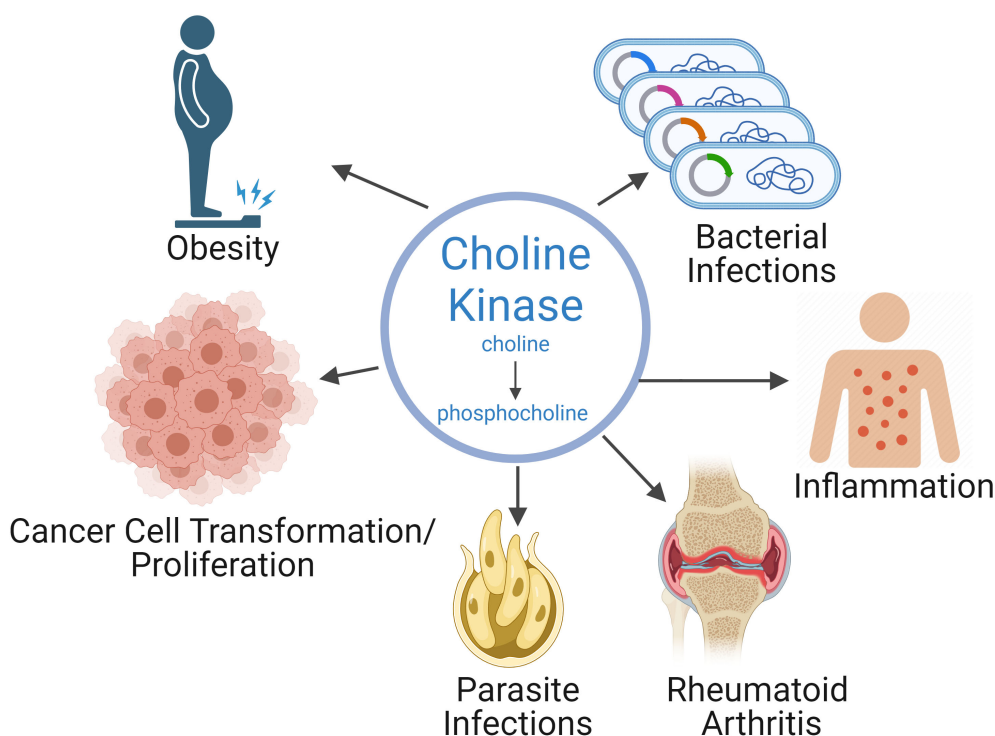 Choline
Kinase
choline
phosphocholine
Obesity
Bacterial
Infections
Cancer Cell Transformation/
Proliferation
Inflammation
Parasite
Infections
Rheumatoid
Arthritis